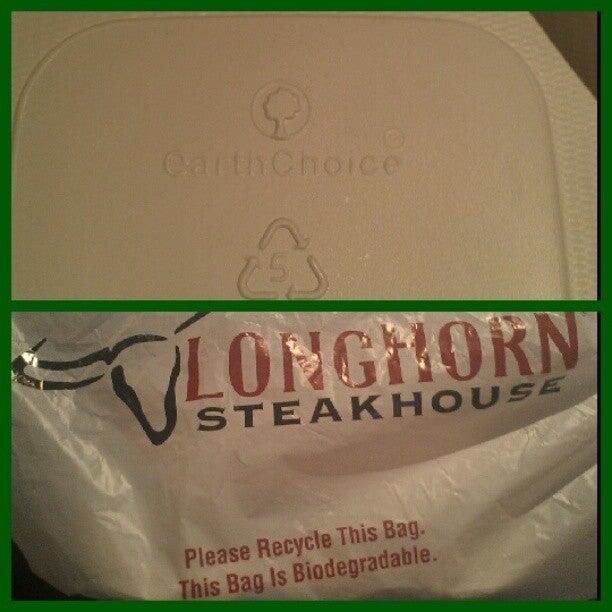 earthChoice
5
LONGHORN
STEAKHOUSE
Please Recycle This Bag.
This Bag Is Biodegradable.